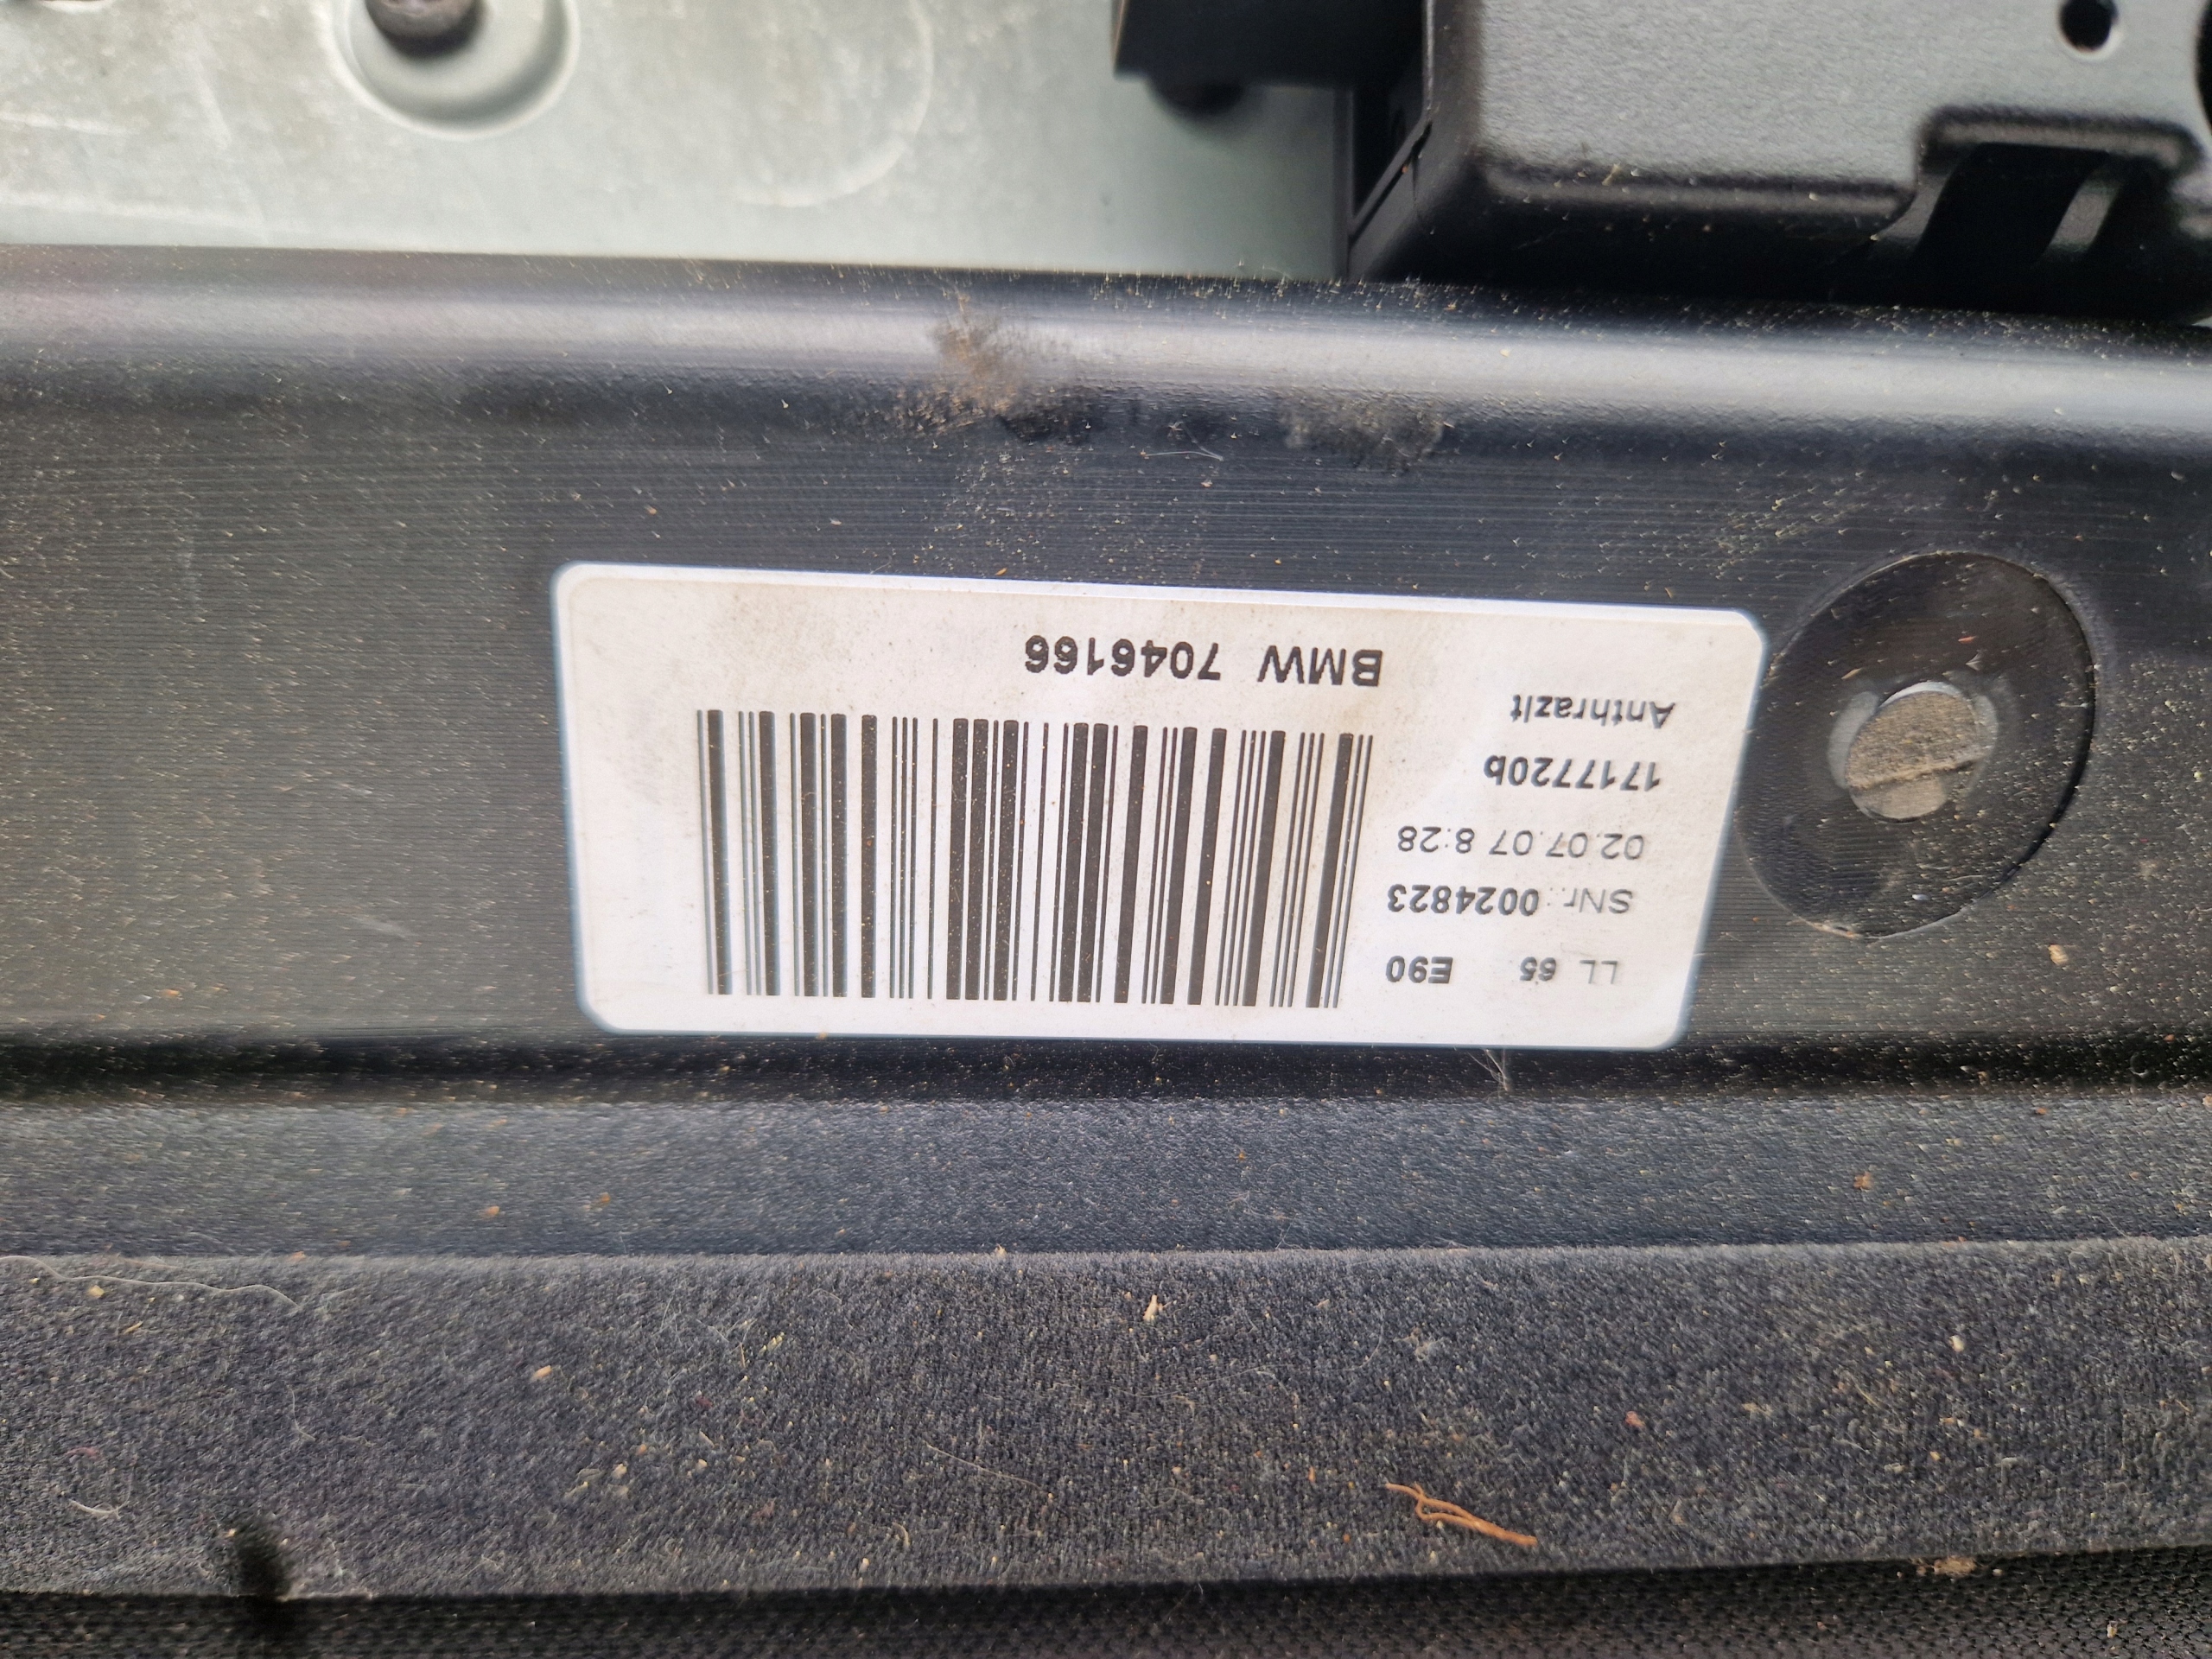 LL 65 E90
SNr.: 0024823
02.07.07 8:28
1717720b
Anthrazit
BMW 7046166